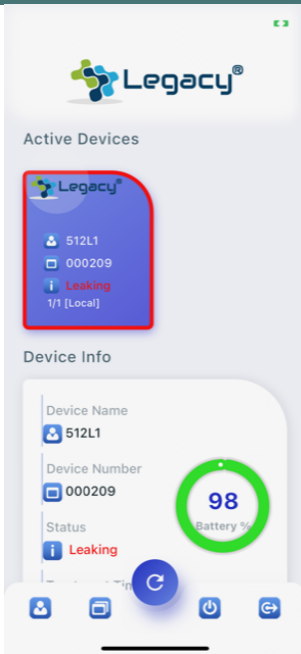 Legacy®
Active Devices
Legacy®
512L1
000209
Leaking
1/1 [Local]
Device Info
Device Name
512L1
Device Number
000209
98
Battery %
Status
Leaking